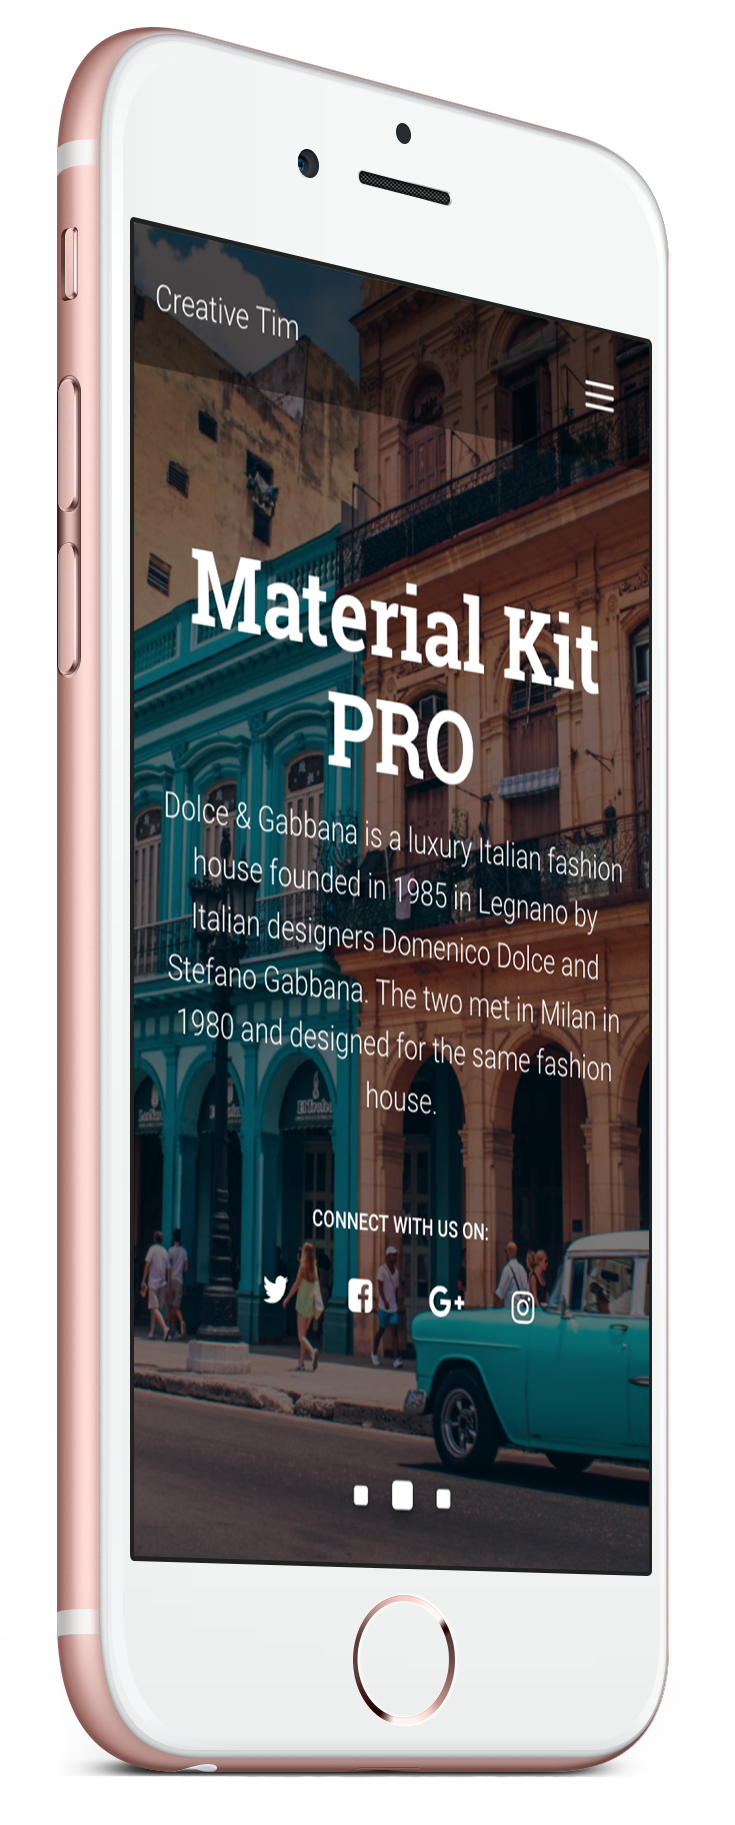 Creative Tim
Material Kit
PRO
Dolce & Gabbana is a luxury Italian fashion
house founded in 1985 in Legnano by
Italian designers Domenico Dolce and
Stefano Gabbana. The two met in Milan in
1980 and designed for the same fashion
house.
CONNECT WITH US ON:
G+